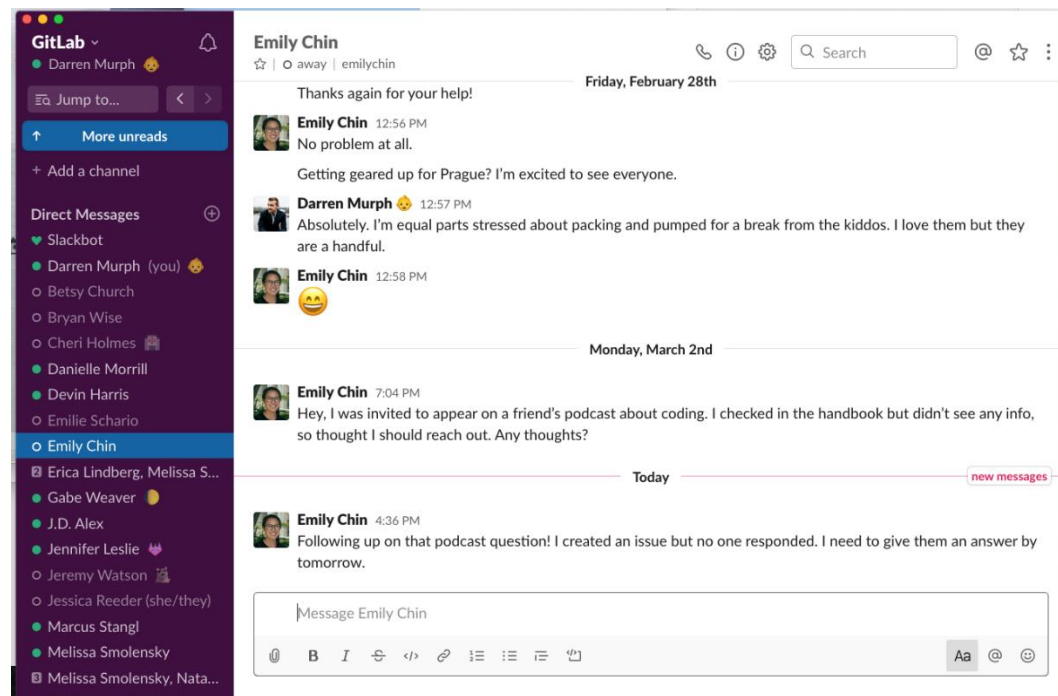 GitLab
Darren Murph
Jump to...
More unreads
+ Add a channel
Direct Messages
Slackbot
Darren Murph (you)
Betsy Church
Bryan Wise
Cheri Holmes
Danielle Morrill
Devin Harris
Emilie Schario
Emily Chin
2 Erica Lindberg, Melissa S...
Gabe Weaver
J.D. Alex
Jennifer Leslie
Jeremy Watson
Jessica Reeder (she/they)
Marcus Stangl
Melissa Smolensky
3 Melissa Smolensky, Nata...
Emily Chin
away | emilychin
Search
Friday, February 28th
Thanks again for your help!
Emily Chin 12:56 PM
No problem at all.
Getting geared up for Prague? I'm excited to see everyone.
Darren Murph 12:57 PM
Absolutely. I'm equal parts stressed about packing and pumped for a break from the kiddos. I love them but they
are a handful.
Emily Chin 12:58 PM
Monday, March 2nd
Emily Chin 7:04 PM
Hey, I was invited to appear on a friend's podcast about coding. I checked in the handbook but didn't see any info,
so thought I should reach out. Any thoughts?
Today
new messages
Emily Chin 4:36 PM
Following up on that podcast question! I created an issue but no one responded. I need to give them an answer by
tomorrow.
Message Emily Chin
B I S </> Aa @